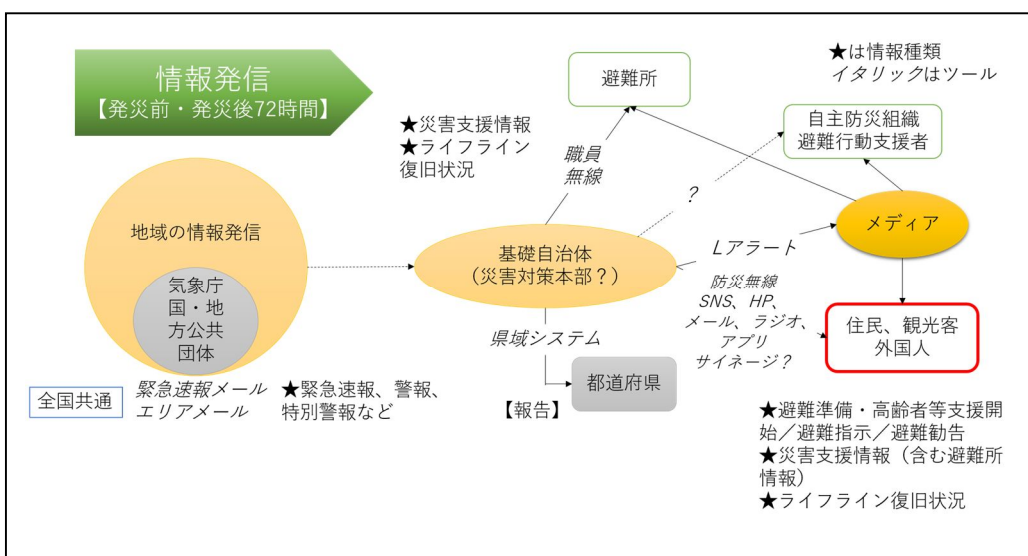 情報発信
【発災前・発災後72時間】
★は情報種類
イタリックはツール
避難所
★災害支援情報
★ライフライン
復旧状況
職員
無線
自主防災組織
避難行動支援者
?
地域の情報発信
気象庁
国・地
方公共
団体
基礎自治体
(災害対策本部?)
Lアラート
メディア
防災無線
SNS、HP、
メール、ラジオ、
アプリ
サイネージ?
住民、観光客
外国人
県域システム
都道府県
【報告】
全国共通
緊急速報メール
エリアメール
★緊急速報、警報、
特別警報など
★避難準備・高齢者等支援開
始/避難指示/避難勧告
★災害支援情報(含む避難所
情報)
★ライフライン復旧状況